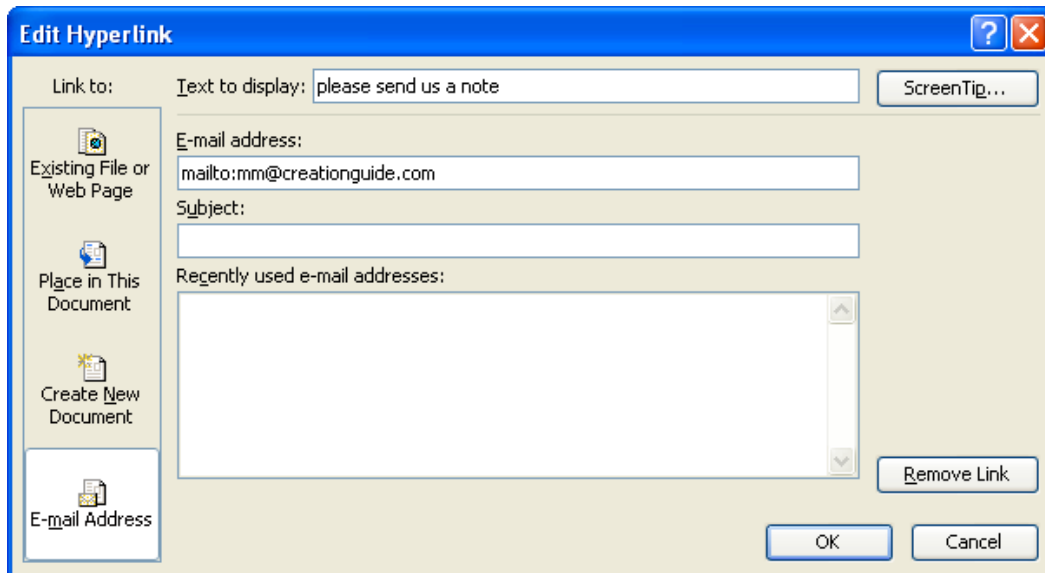 Edit Hyperlink
Link to:
Text to display: please send us a note
ScreenTip...
Existing File or
Web Page
E-mail address:
mailto:mm@creationguide.com
Subject:
Place in This
Document
Recently used e-mail addresses:
Create New
Document
E-mail Address
Remove Link
OK
Cancel